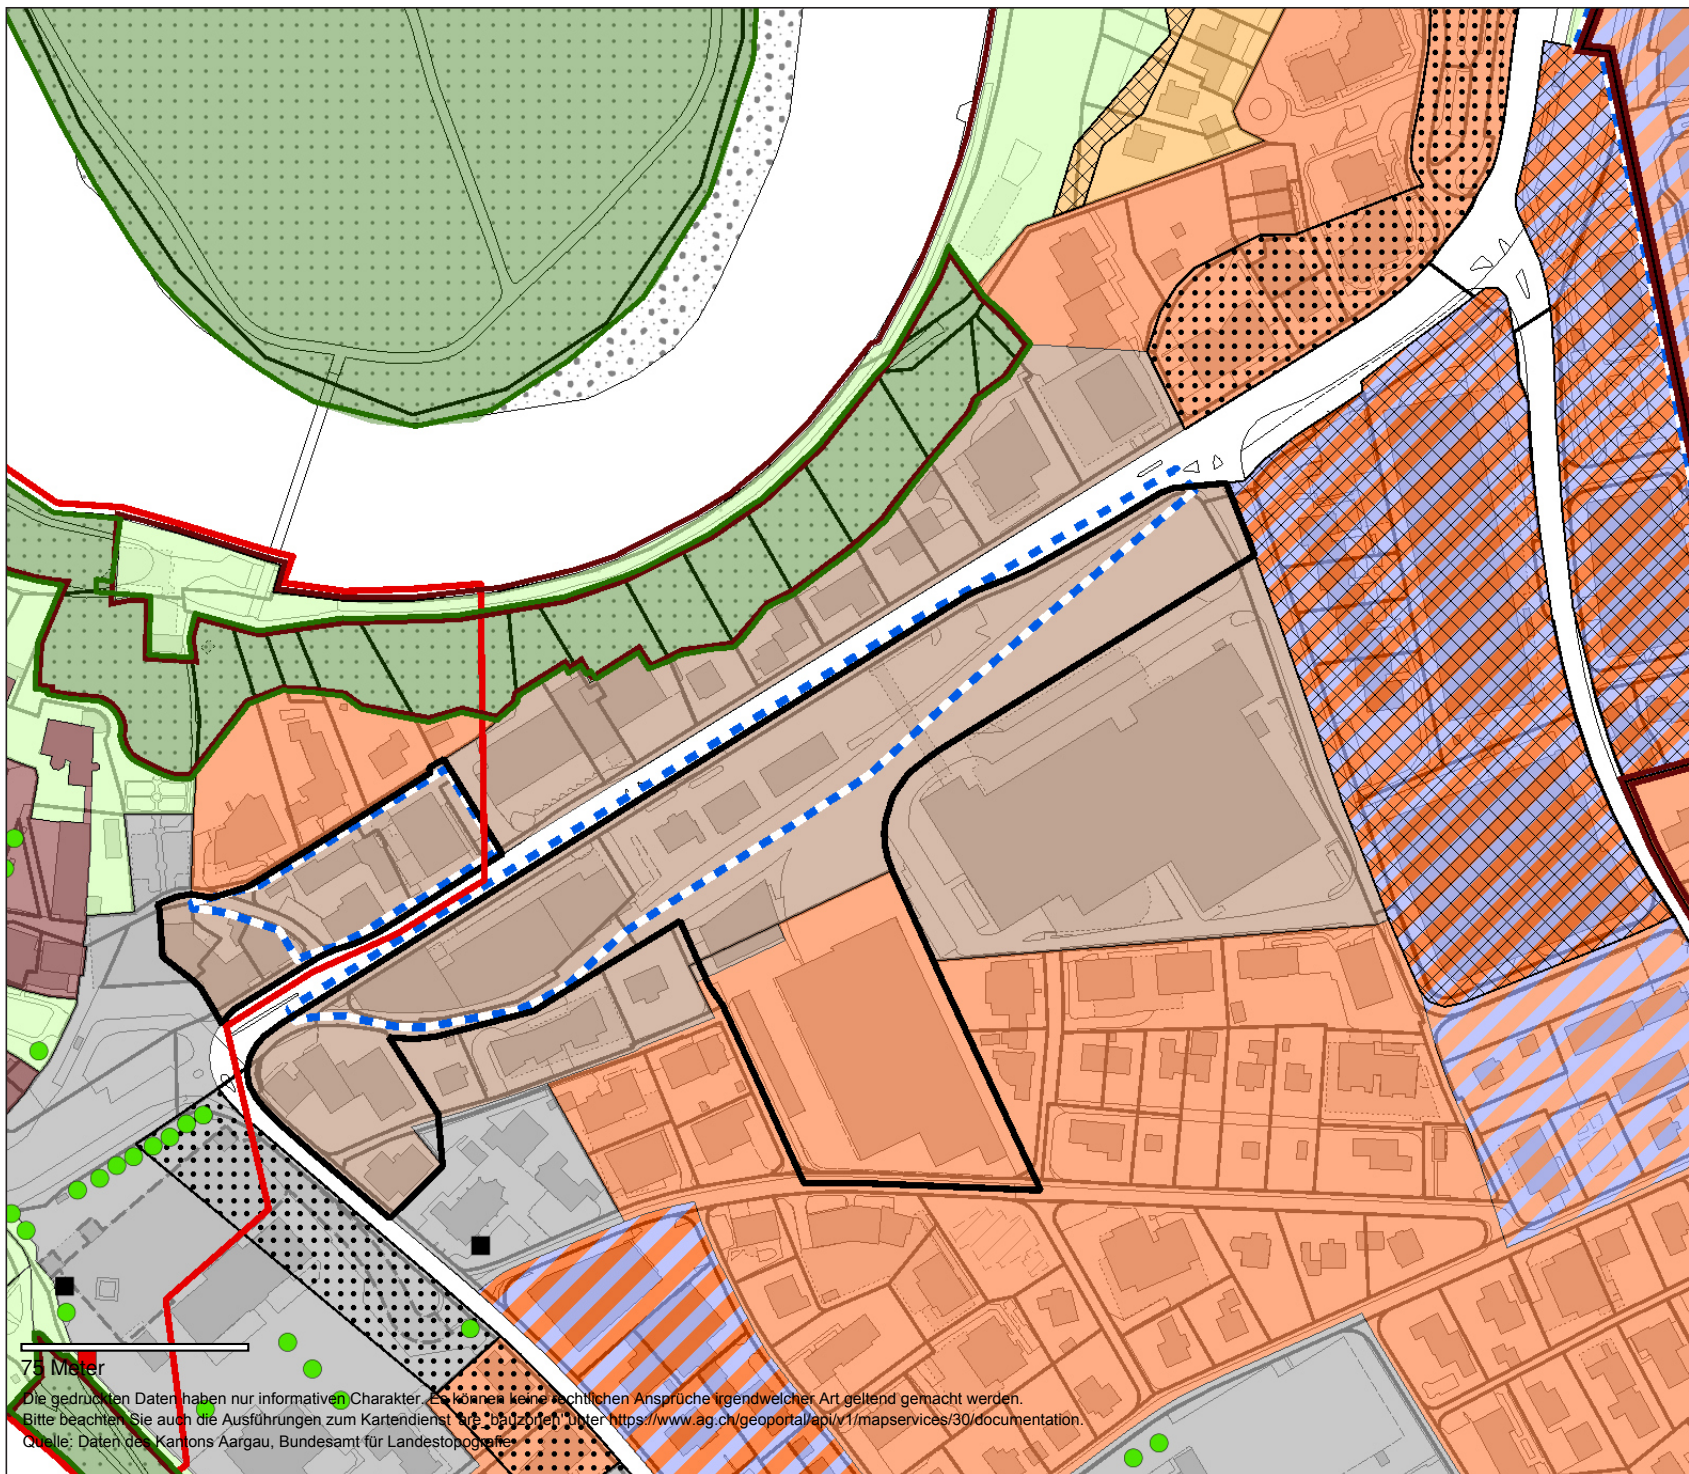 75 Meter
Die gedruckten Daten haben nur informativen Charakter. Es können keine rechtlichen Ansprüche irgendwelcher Art geltend gemacht werden.
Bitte beachten Sie auch die Ausführungen zum Kartendienst "are_bauzonen" unter https://www.ag.ch/geoportal/api/v1/mapservices/30/documentation.
Quelle: Daten des Kantons Aargau, Bundesamt für Landestopografie